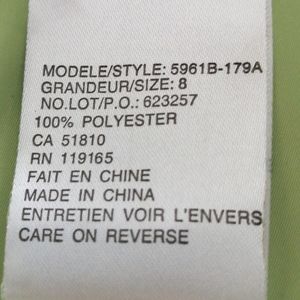 MODELE/STYLE: 5961B-179A
GRANDEUR/SIZE: 8
NO.LOT/P.O.: 623257
100% POLYESTER
CA 51810
RN 119165
FAIT EN CHINE
MADE IN CHINA
ENTRETIEN VOIR L'ENVERS
CARE ON REVERSE